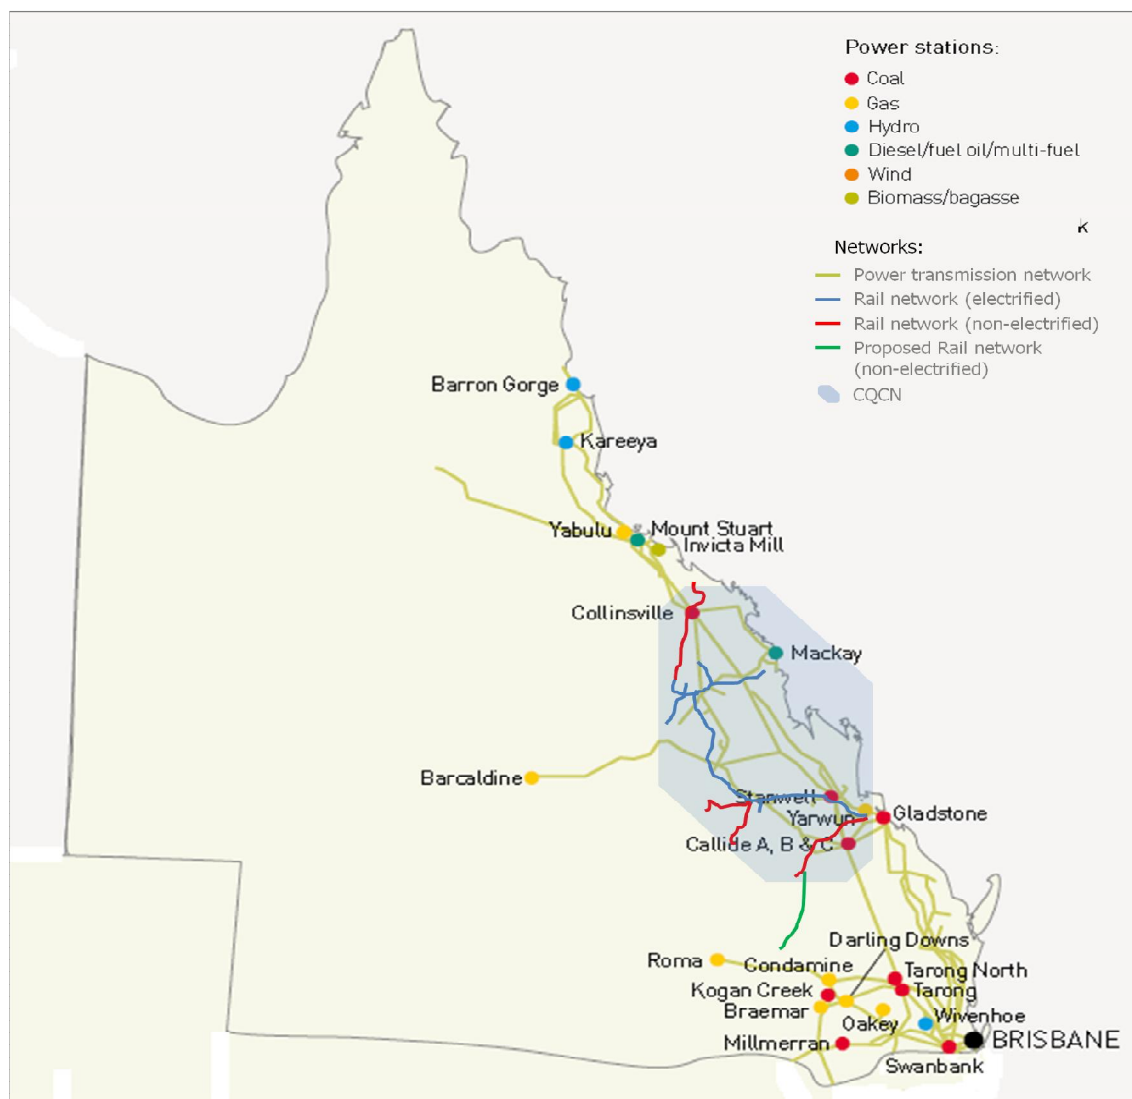 Power stations:
Coal
Gas
Hydro
Diesel/fuel oil/multi-fuel
Wind
Biomass/bagasse
k
Networks:
Power transmission network
Rail network (electrified)
Rail network (non-electrified)
Proposed Rail network
(non-electrified)
CQCN
Barron Gorge
Kareeya
Yabulu
Mount Stuart
Invicta Mill
Collinsville
Mackay
Barcaldine
Stanwell
Yarwun
Gladstone
Callide A, B & C
Darling Downs
Roma
Condamine
Tarong North
Kogan Creek
Tarong
Braemar
Oakey
Wivenhoe
Millmerran
BRISBANE
Swanbank